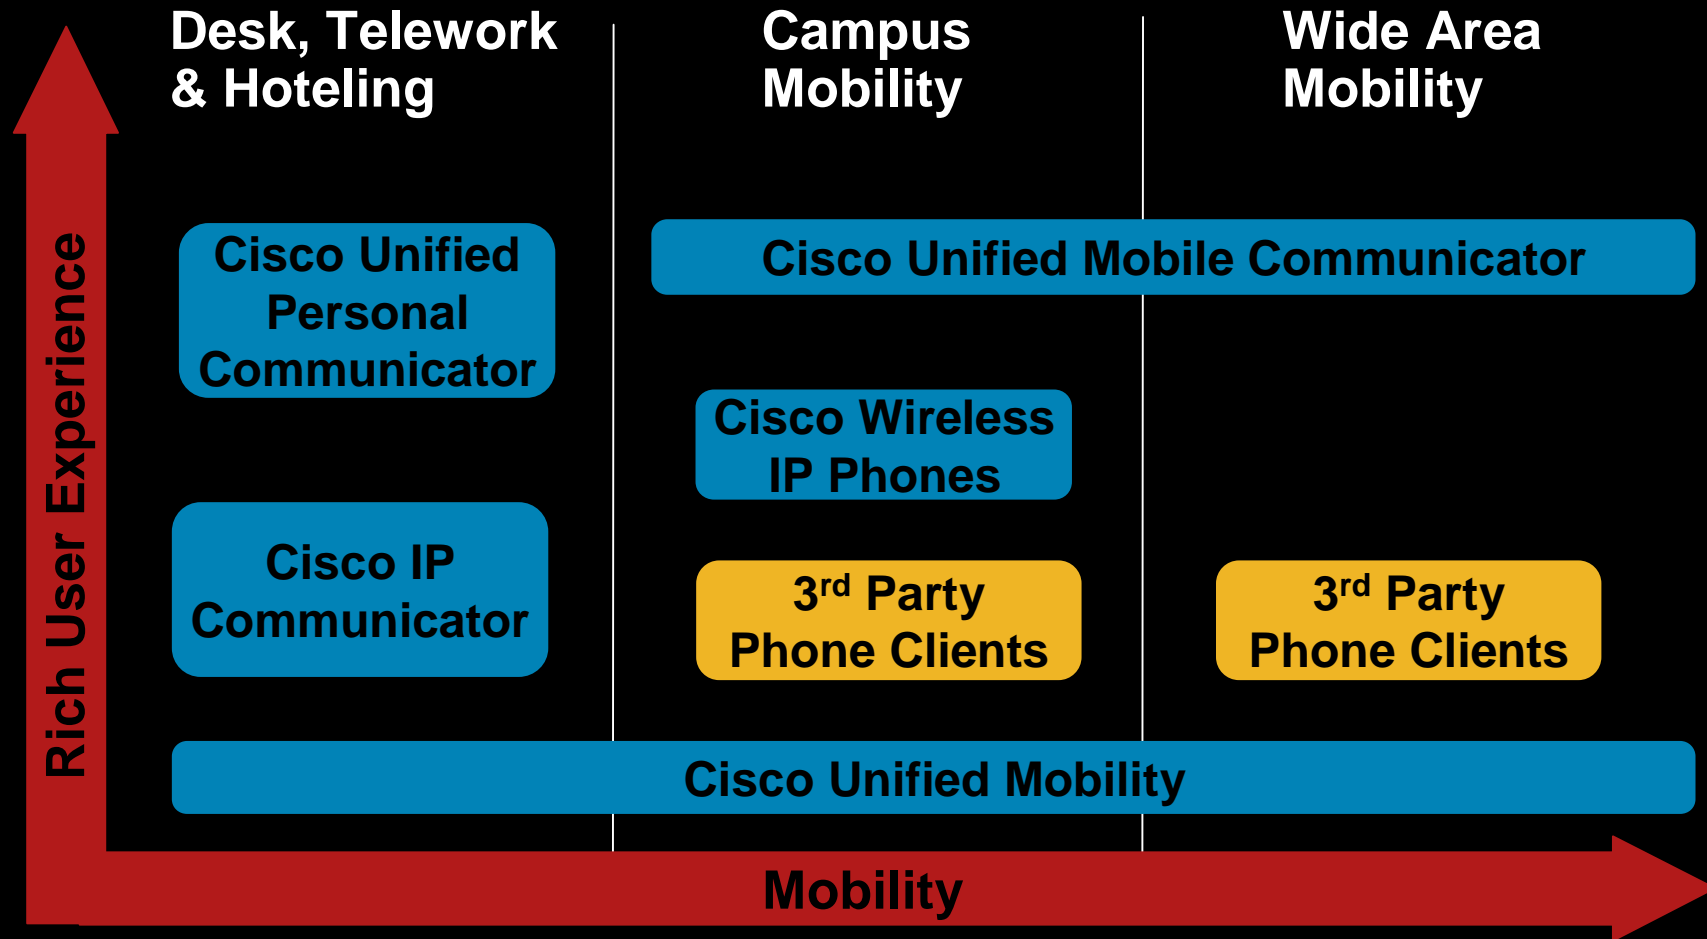 Desk, Telework
& Hoteling
Campus
Mobility
Wide Area
Mobility
Rich User Experience
Cisco Unified
Personal
Communicator
Cisco Unified Mobile Communicator
Cisco Wireless
IP Phones
Cisco IP
Communicator
3rd Party
Phone Clients
3rd Party
Phone Clients
Cisco Unified Mobility
Mobility